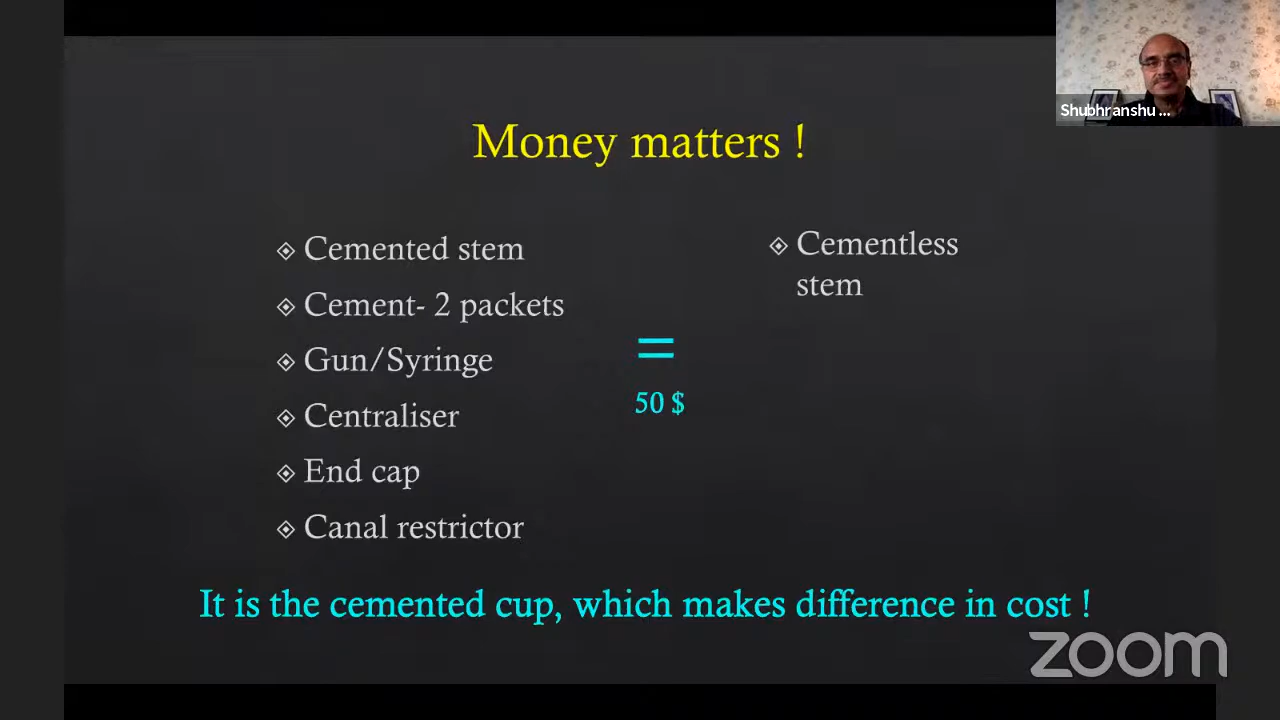 Shubhranshu ...
Money matters !
Cemented stem
Cement- 2 packets
Gun/Syringe
Centraliser
End cap
Canal restrictor
=
50 $
Cementless
stem
It is the cemented cup, which makes difference in cost !
zoom